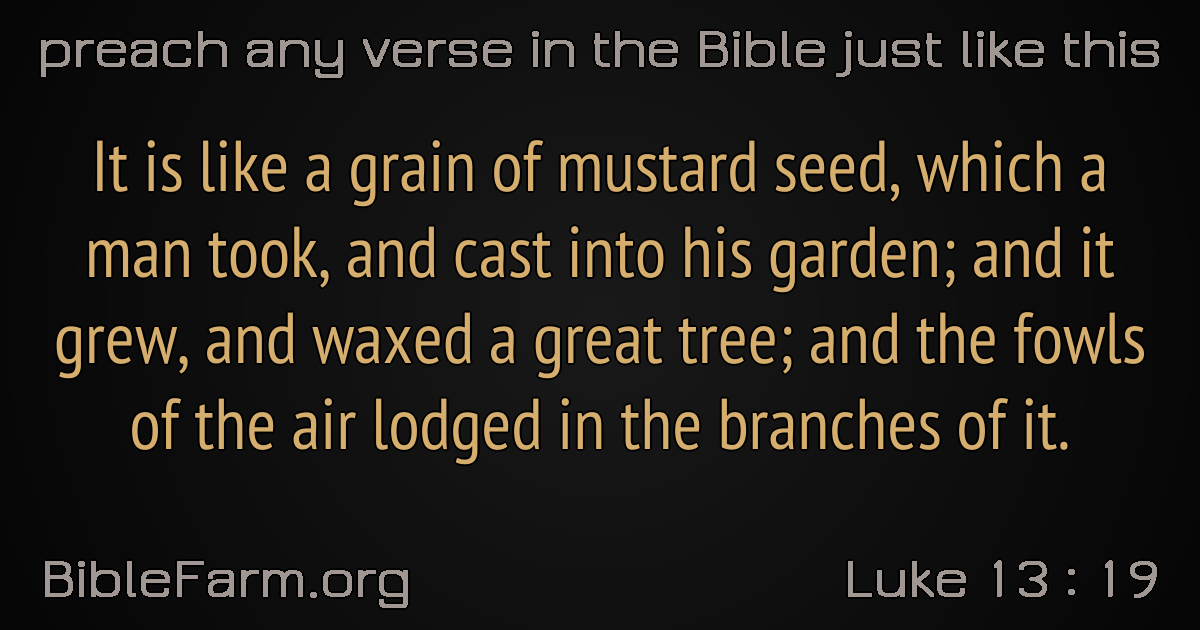 preach any verse in the Bible just like this
It is like a grain of mustard seed, which a
man took, and cast into his garden; and it
grew, and waxed a great tree; and the fowls
of the air lodged in the branches of it.
BibleFarm.org
Luke 13 : 19